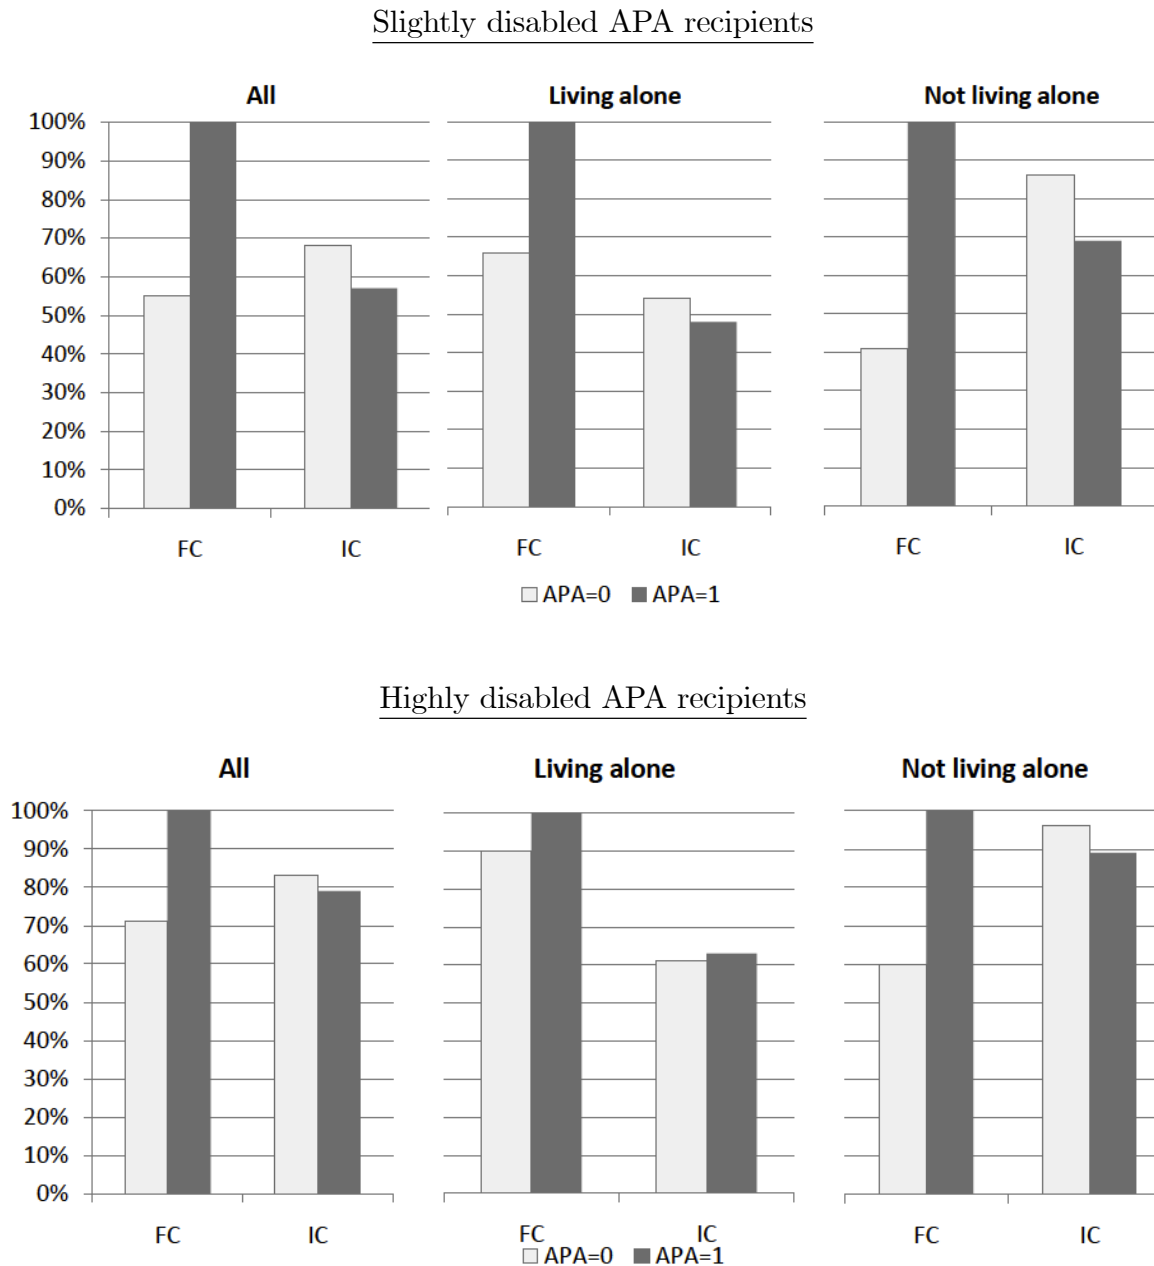 Slightly disabled APA recipients
All Living alone Not living alone
100%
90%
80%
70%
60%
50%
40%
30%
20%
10%
0%
FC IC FC IC FC IC
APA=0 APA=1
Highly disabled APA recipients
All Living alone Not living alone
100%
90%
80%
70%
60%
50%
40%
30%
20%
10%
0%
FC IC FC IC FC IC
APA=0 APA=1